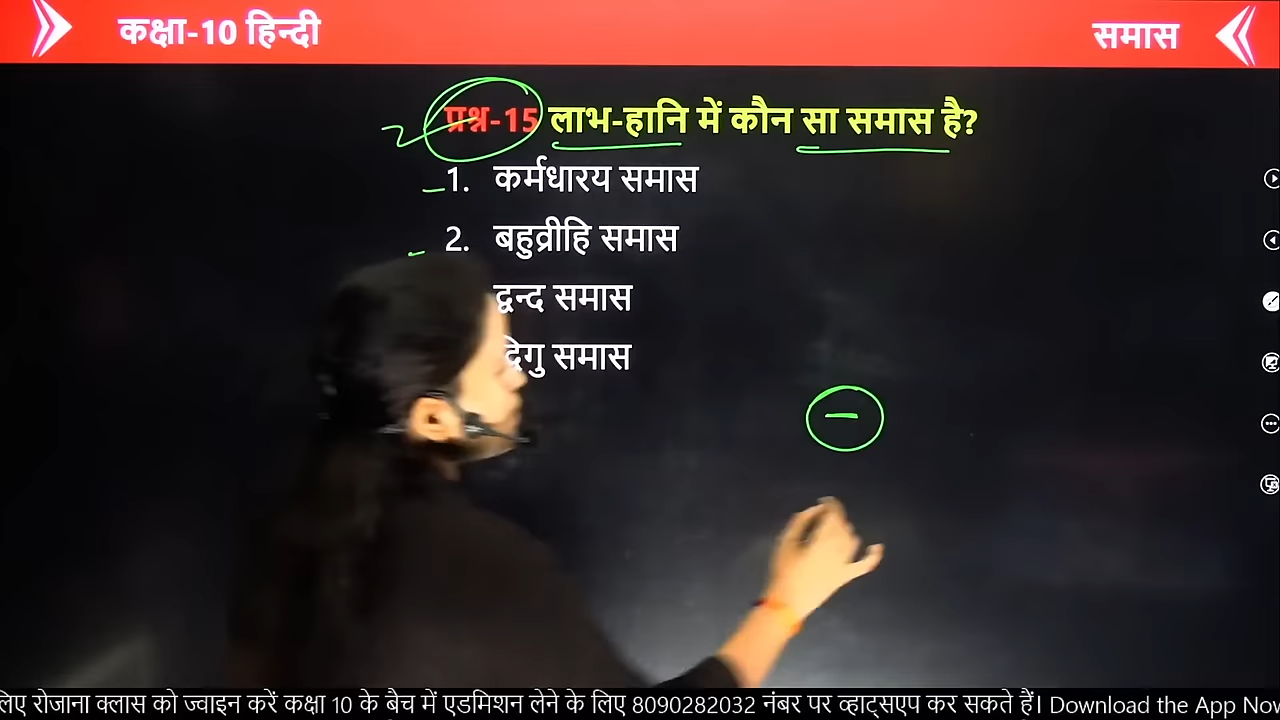 कक्षा-10 हिन्दी
समास
प्रश्न-15 लाभ-हानि में कौन सा समास है?
1. कर्मधारय समास
2. बहुव्रीहि समास
द्वन्द समास
द्विगु समास
लिए रोजाना क्लास को ज्वाइन करें कक्षा 10 के बैच में एडमिशन लेने के लिए 8090282032 नंबर पर व्हाट्सएप कर सकते हैं। Download the App Now